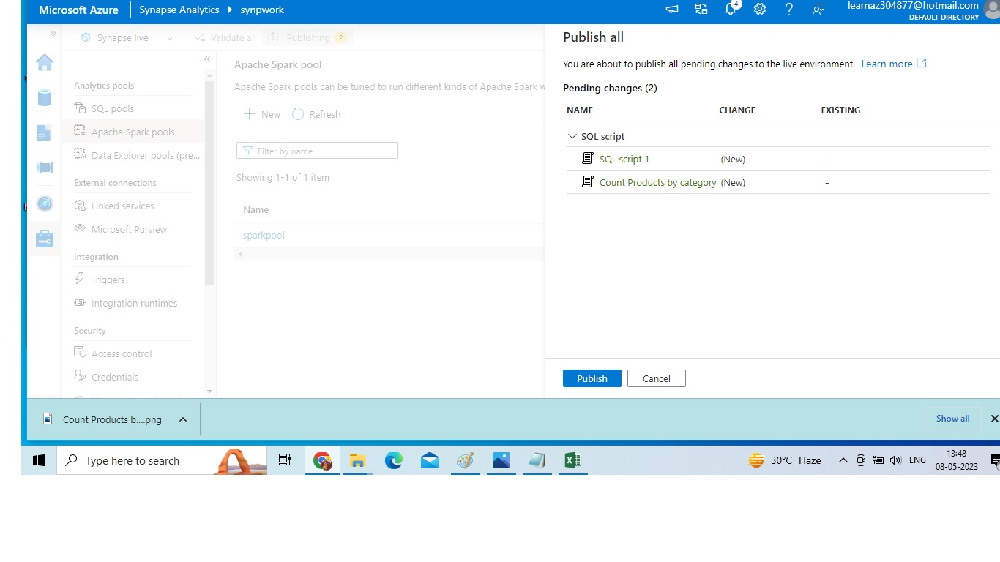 Microsoft Azure Synapse Analytics synpwork 4 learnaz304877@hotmail.com
DEFAULT DIRECTORY
» Synapse live Validate all Publishing 2
«
Analytics pools
SQL pools
Apache Spark pools
Data Explorer pools (pre...
External connections
Linked services
Microsoft Purview
Integration
Triggers
Integration runtimes
Security
Access control
Credentials
Apache Spark pool
Apache Spark pools can be tuned to run different kinds of Apache Spark w
New Refresh
Filter by name
Showing 1-1 of 1 item
Name
sparkpool
Publish all
You are about to publish all pending changes to the live environment. Learn more
Pending changes (2)
NAME CHANGE EXISTING
SQL script
SQL script 1 (New) -
Count Products by category (New) -
Publish Cancel
Count Products b....png Show all
Type here to search 30°C Haze ENG 13:48
08-05-2023